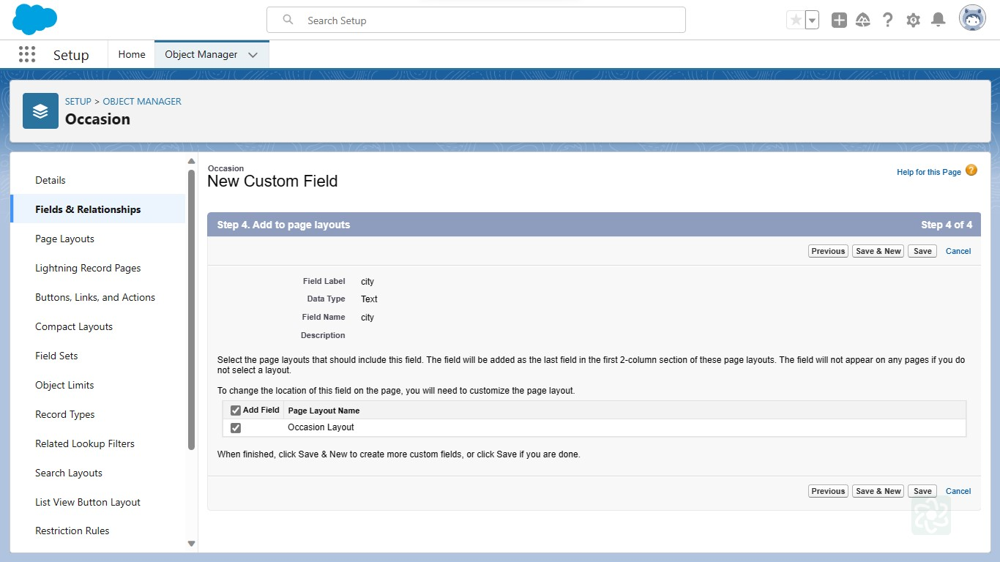 Search Setup
Setup
Home
Object Manager
SETUP > OBJECT MANAGER
Occasion
Details
Fields & Relationships
Page Layouts
Lightning Record Pages
Buttons, Links, and Actions
Compact Layouts
Field Sets
Object Limits
Record Types
Related Lookup Filters
Search Layouts
List View Button Layout
Restriction Rules
Occasion
New Custom Field
Help for this Page
Step 4. Add to page layouts
Step 4 of 4
Previous Save & New Save Cancel
Field Label city
Data Type Text
Field Name city
Description
Select the page layouts that should include this field. The field will be added as the last field in the first 2-column section of these page layouts. The field will not appear on any pages if you do
not select a layout.
To change the location of this field on the page, you will need to customize the page layout.
Add Field Page Layout Name
Occasion Layout
When finished, click Save & New to create more custom fields, or click Save if you are done.
Previous Save & New Save Cancel